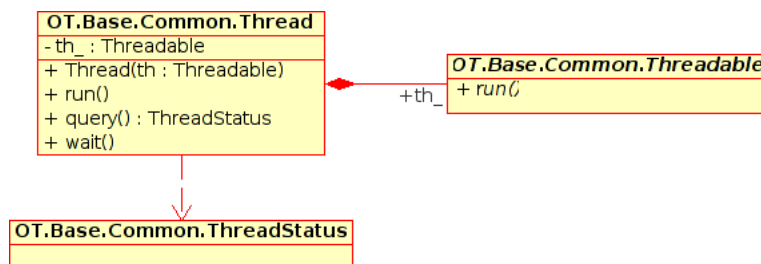 OT.Base.Common.Thread
- th_ : Threadable
+ Thread(th : Threadable)
+ run()
+ query() : ThreadStatus
+ wait()
OT.Base.Common.Threadable
+ run()
+th_
OT.Base.Common.ThreadStatus